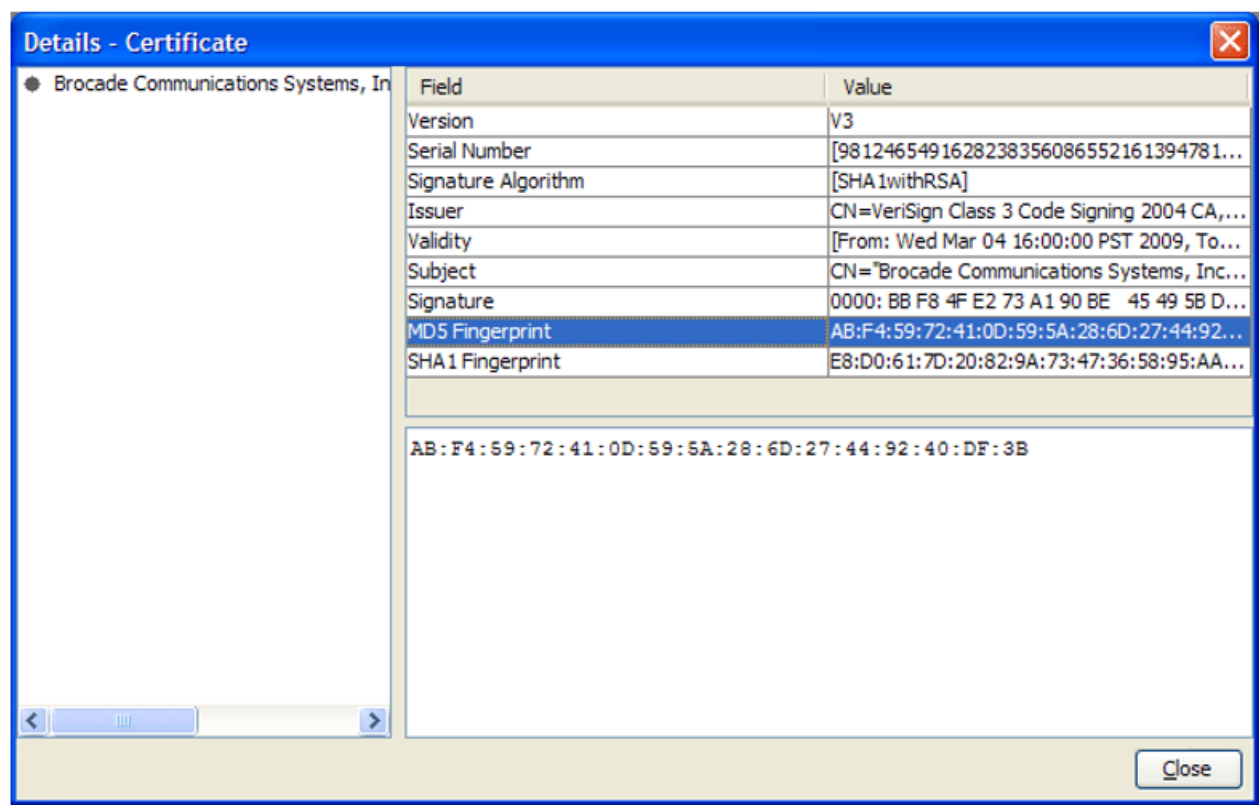 Details - Certificate
Brocade Communications Systems, In
Field Value
Version V3
Serial Number [9812465491628238356086552161394781...
Signature Algorithm [SHA1withRSA]
Issuer CN=VeriSign Class 3 Code Signing 2004 CA,...
Validity [From: Wed Mar 04 16:00:00 PST 2009, To...
Subject CN="Brocade Communications Systems, Inc...
Signature 0000: BB F8 4F E2 73 A1 90 BE 45 49 5B D...
MD5 Fingerprint AB:F4:59:72:41:0D:59:5A:28:6D:27:44:92...
SHA1 Fingerprint E8:D0:61:7D:20:82:9A:73:47:36:58:95:AA...
AB:F4:59:72:41:0D:59:5A:28:6D:27:44:92:40:DF:3B
Close